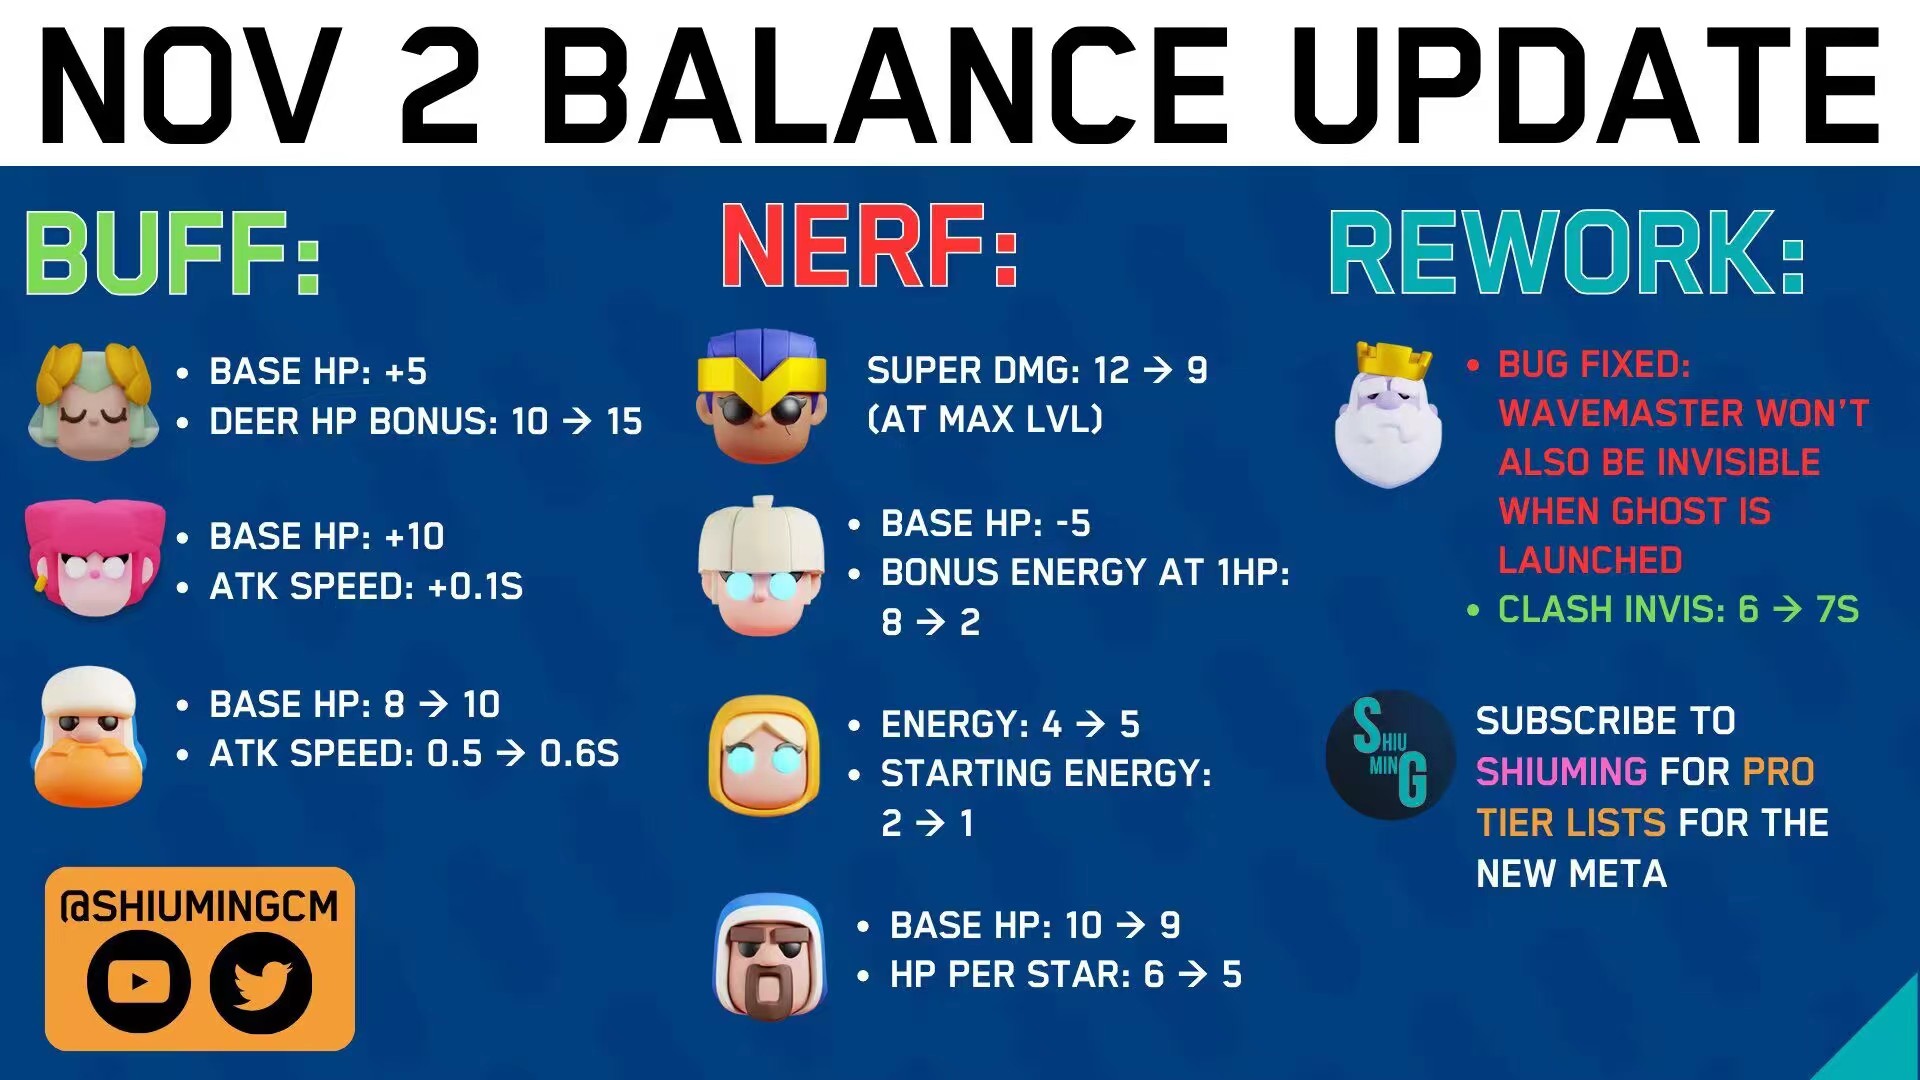 NOV 2 BALANCE UPDATE
BUFF:
• BASE HP: +5
• DEER HP BONUS: 10 → 15
• BASE HP: +10
• ATK SPEED: +0.1S
• BASE HP: 8 → 10
• ATK SPEED: 0.5 → 0.6S
@SHIUMINGCM
NERF:
SUPER DMG: 12 → 9
(AT MAX LVL)
• BASE HP: -5
• BONUS ENERGY AT 1HP:
8 → 2
• ENERGY: 4 → 5
• STARTING ENERGY:
2 → 1
• BASE HP: 10 → 9
• HP PER STAR: 6 → 5
REWORK:
• BUG FIXED:
WAVEMASTER WON'T
ALSO BE INVISIBLE
WHEN GHOST IS
LAUNCHED
• CLASH INVIS: 6 → 7S
SHIU
MING
SUBSCRIBE TO
SHIUMING FOR PRO
TIER LISTS FOR THE
NEW META